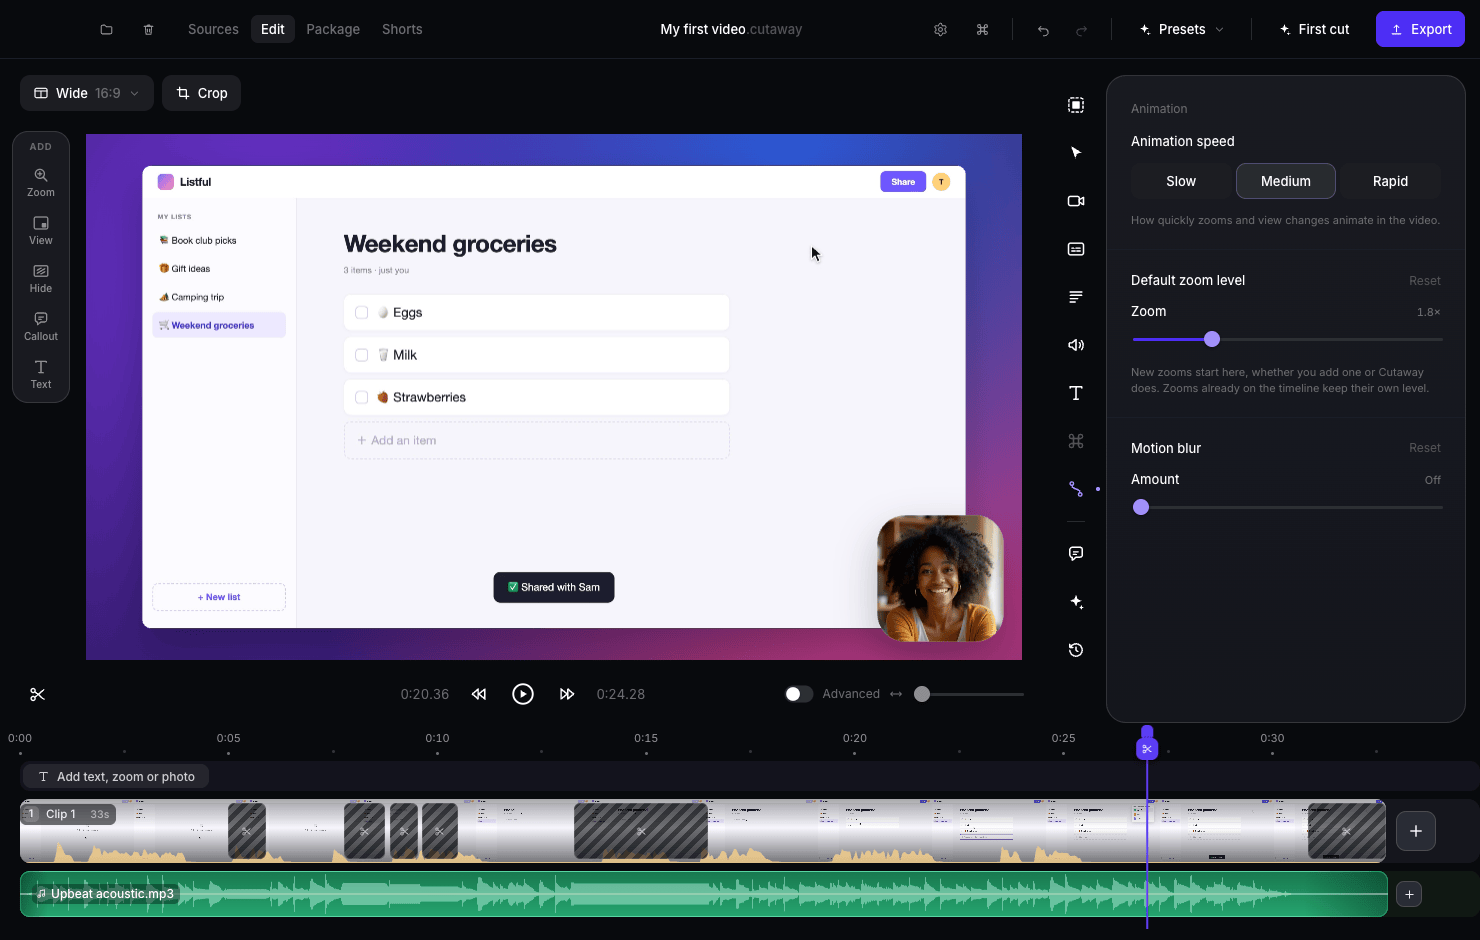 Sources Edit Package Shorts
My first video.cutaway
Presets First cut Export
Wide 16:9 Crop
ADD
Zoom
View
Hide
Callout
Text
Listful
Share T
MY LISTS
Book club picks
Gift ideas
Camping trip
Weekend groceries
+ New list
Weekend groceries
3 items · just you
Eggs
Milk
Strawberries
+ Add an item
Shared with Sam
Animation
Animation speed
Slow Medium Rapid
How quickly zooms and view changes animate in the video.
Default zoom level Reset
Zoom 1.8×
New zooms start here, whether you add one or Cutaway
does. Zooms already on the timeline keep their own level.
Motion blur Reset
Amount Off
0:20.36 0:24.28 Advanced
0:00 0:05 0:10 0:15 0:20 0:25 0:30
Add text, zoom or photo
1 Clip 1 33s
Upbeat acoustic.mp3